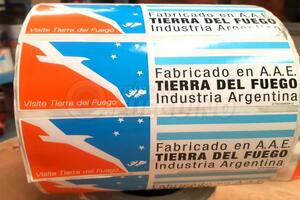 Visite Tierra del Fuego
Fabricado en A.A.E.
TIERRA DEL FUEGO
Industria Argentina
Visite Tierra del Fuego
Fabricado en A.A.E.
TIERRA DEL FUEGO
Industria Argentina